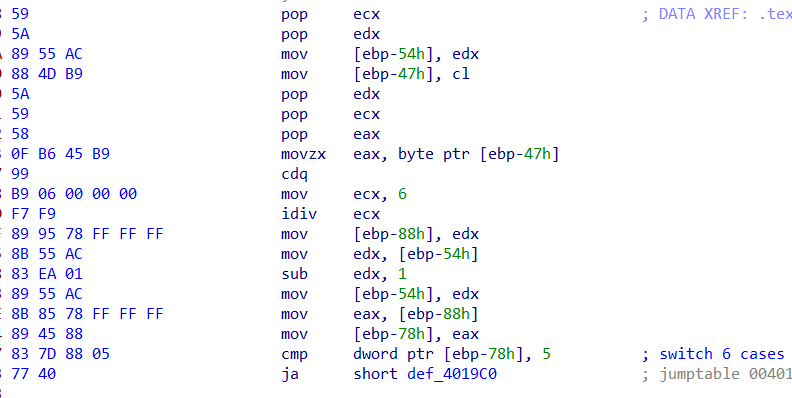 59 pop ecx ; DATA XREF: .tex
5A pop edx
89 55 AC mov [ebp-54h], edx
88 4D B9 mov [ebp-47h], cl
5A pop edx
59 pop ecx
58 pop eax
0F B6 45 B9 movzx eax, byte ptr [ebp-47h]
99 cdq
B9 06 00 00 00 mov ecx, 6
F7 F9 idiv ecx
89 95 78 FF FF FF mov [ebp-88h], edx
8B 55 AC mov edx, [ebp-54h]
83 EA 01 sub edx, 1
89 55 AC mov [ebp-54h], edx
8B 85 78 FF FF FF mov eax, [ebp-88h]
89 45 88 mov [ebp-78h], eax
83 7D 88 05 cmp dword ptr [ebp-78h], 5 ; switch 6 cases
77 40 ja short def_4019C0 ; jumptable 00401